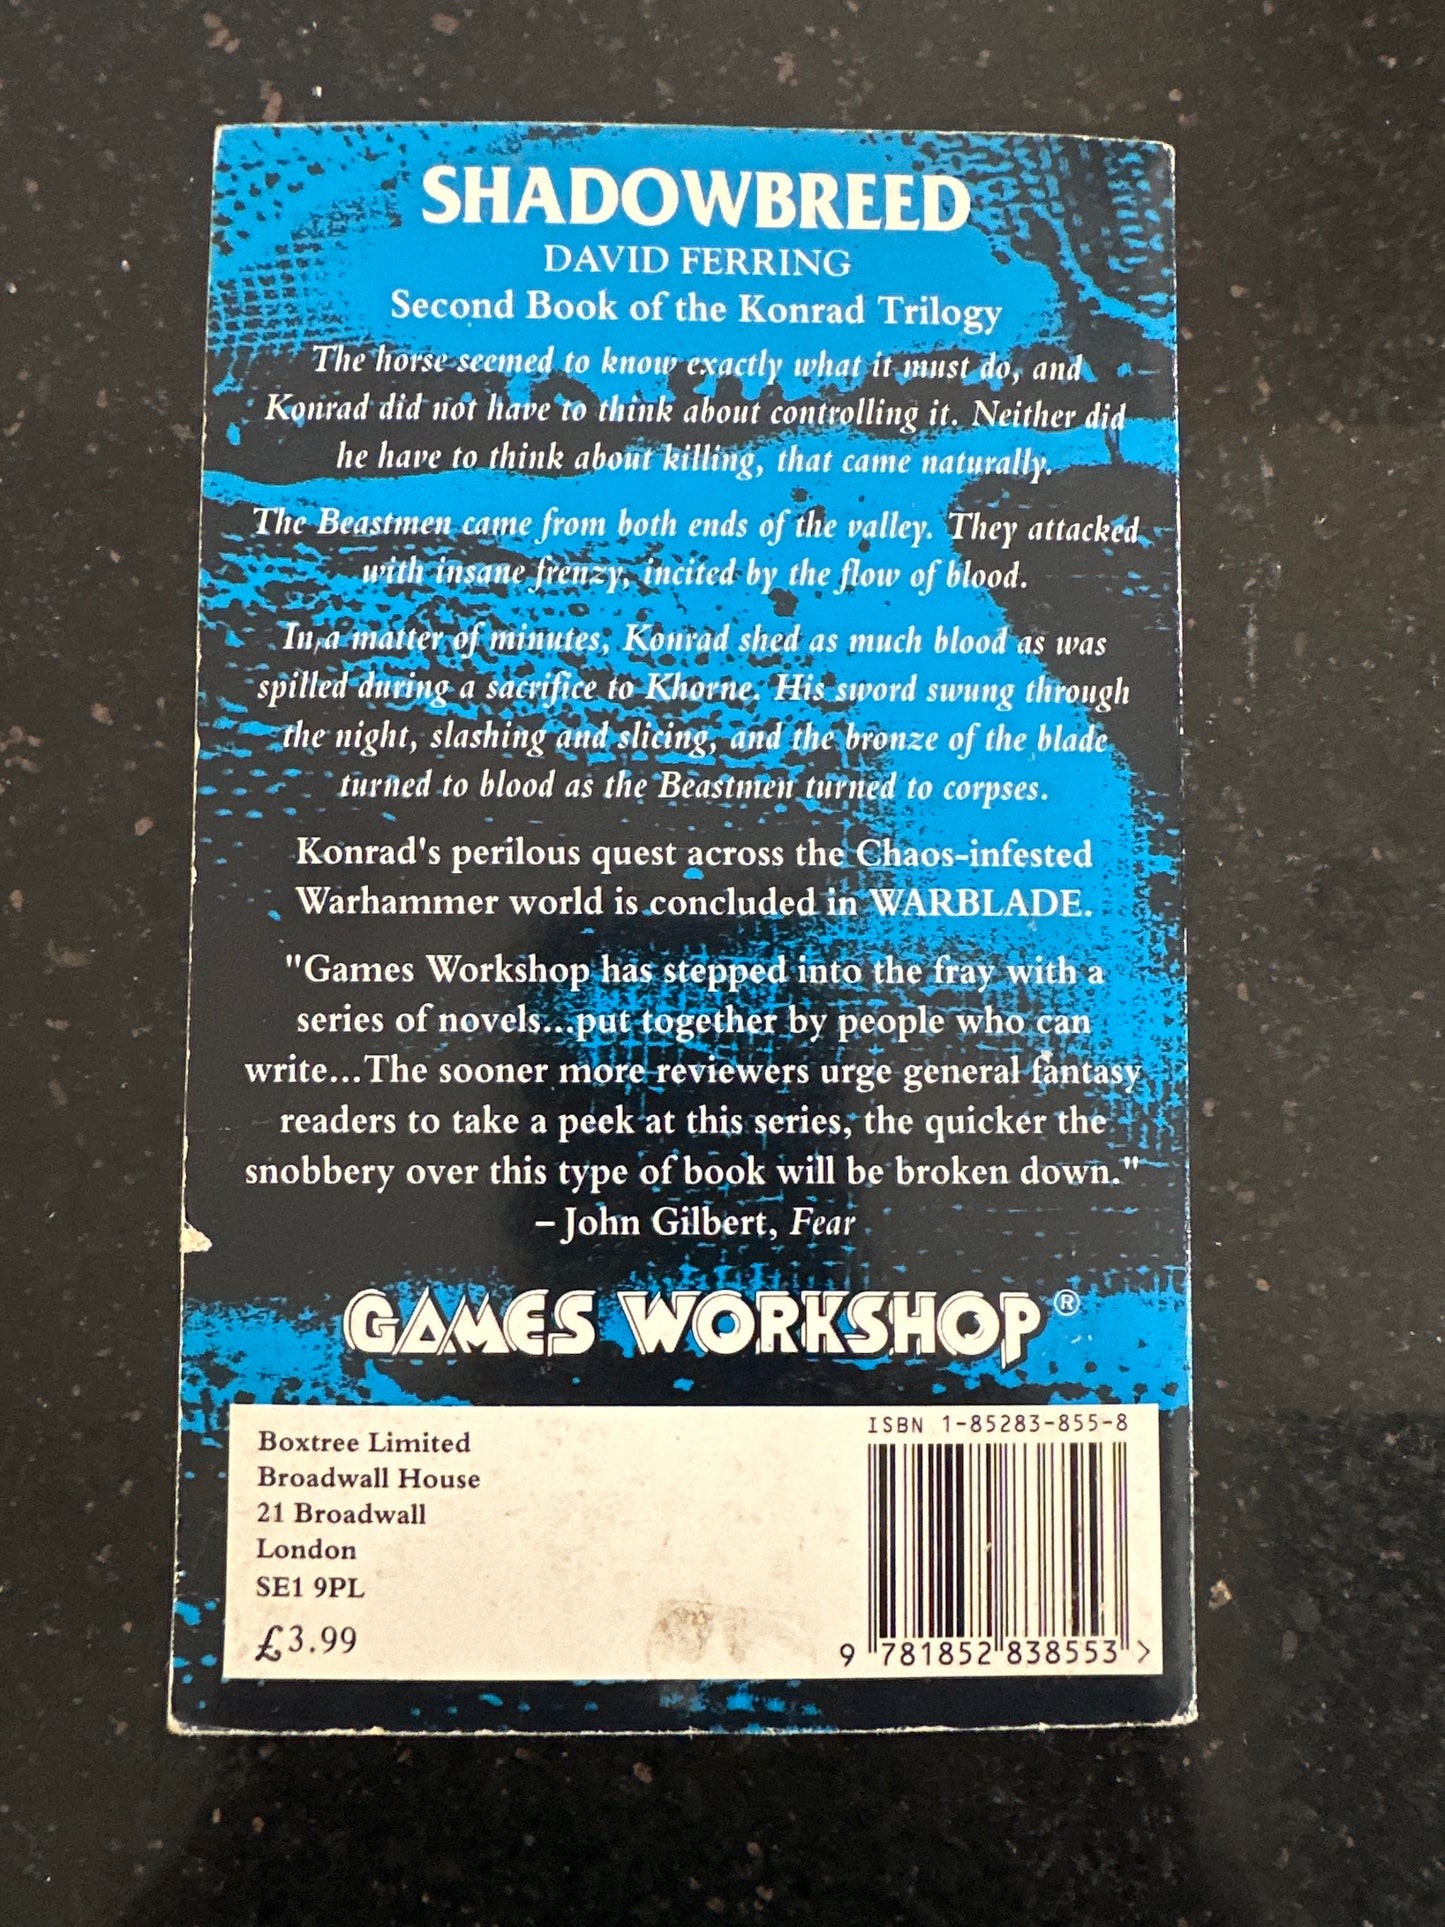 SHADOWBREED
DAVID FERRING
Second Book of the Konrad Trilogy
The horse seemed to know exactly what it must do, and
Konrad did not have to think about controlling it. Neither did
he have to think about killing, that came naturally.
The Beastmen came from both ends of the valley. They attacked
with insane frenzy, incited by the flow of blood.
In a matter of minutes, Konrad shed as much blood as was
spilled during a sacrifice to Khorne. His sword swung through
the night, slashing and slicing, and the bronze of the blade
turned to blood as the Beastmen turned to corpses.
Konrad's perilous quest across the Chaos-infested
Warhammer world is concluded in WARBLADE.
"Games Workshop has stepped into the fray with a
series of novels...put together by people who can
write...The sooner more reviewers urge general fantasy
readers to take a peek at this series, the quicker the
snobbery over this type of book will be broken down."
– John Gilbert, Fear
GAMES WORKSHOP®
Boxtree Limited
Broadwall House
21 Broadwall
London
SE1 9PL
£3.99
ISBN 1-85283-855-8
9 781852 838553 >